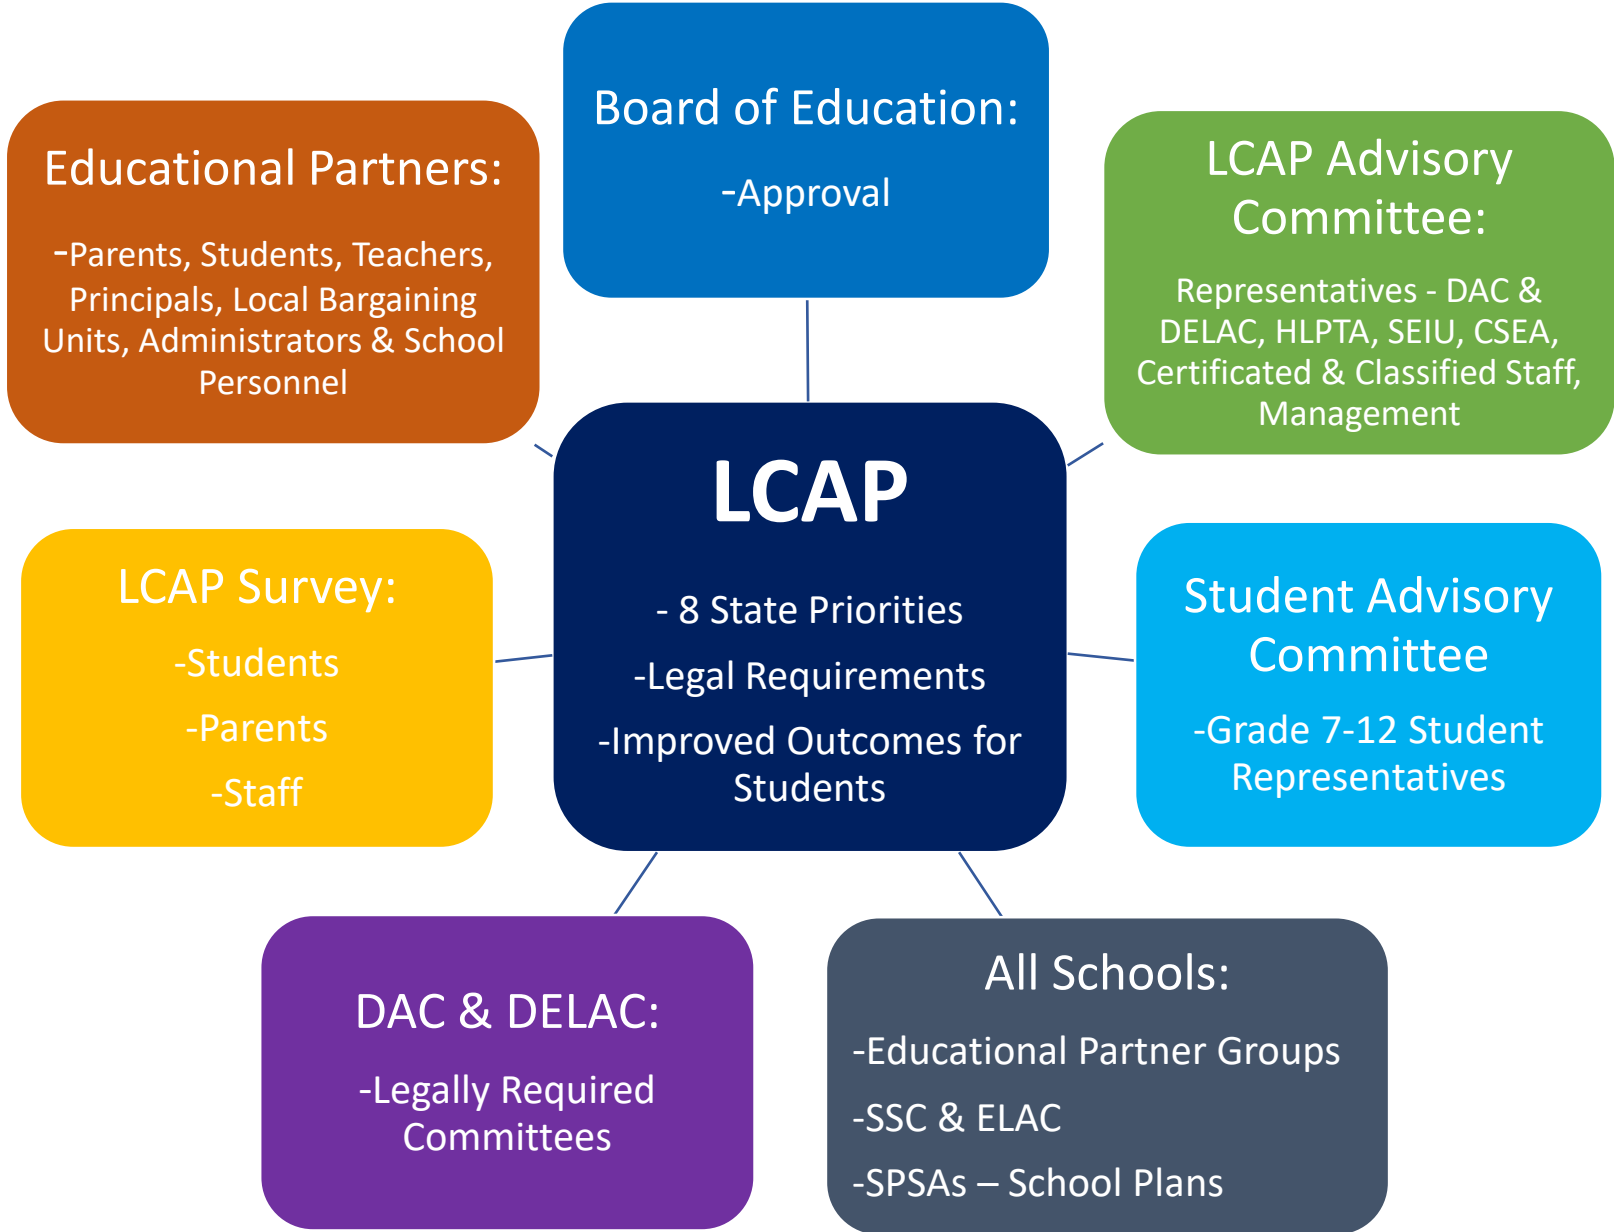 Board of Education:
-Approval
Educational Partners:
-Parents, Students, Teachers,
Principals, Local Bargaining
Units, Administrators & School
Personnel
LCAP Advisory
Committee:
Representatives - DAC &
DELAC, HLPTA, SEIU, CSEA,
Certificated & Classified Staff,
Management
LCAP
- 8 State Priorities
-Legal Requirements
-Improved Outcomes for
Students
LCAP Survey:
-Students
-Parents
-Staff
Student Advisory
Committee
-Grade 7-12 Student
Representatives
DAC & DELAC:
-Legally Required
Committees
All Schools:
-Educational Partner Groups
-SSC & ELAC
-SPSAs – School Plans